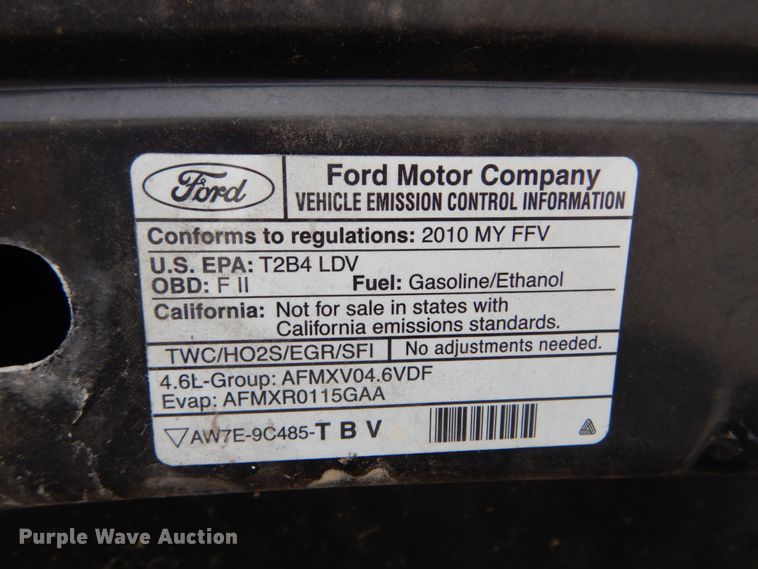 Ford
Ford Motor Company
VEHICLE EMISSION CONTROL INFORMATION
Conforms to regulations: 2010 MY FFV
U.S. EPA: T2B4 LDV
OBD: F II Fuel: Gasoline/Ethanol
California: Not for sale in states with
California emissions standards.
TWC/HO2S/EGR/SFI No adjustments needed.
4.6L-Group: AFMXV04.6VDF
Evap: AFMXR0115GAA
AW7E-9C485-T B V
Purple Wave Auction